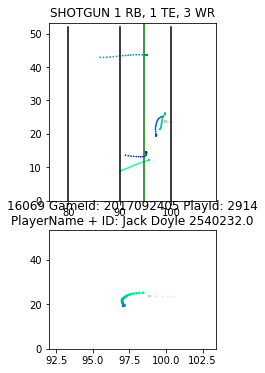 SHOTGUN 1 RB, 1 TE, 3 WR
50
40
30
20
10
0
80 90 100
16069 GameId: 2017092405 PlayId: 2914
PlayerName + ID: Jack Doyle 2540232.0
40
20
0
92.5 95.0 97.5 100.0 102.5